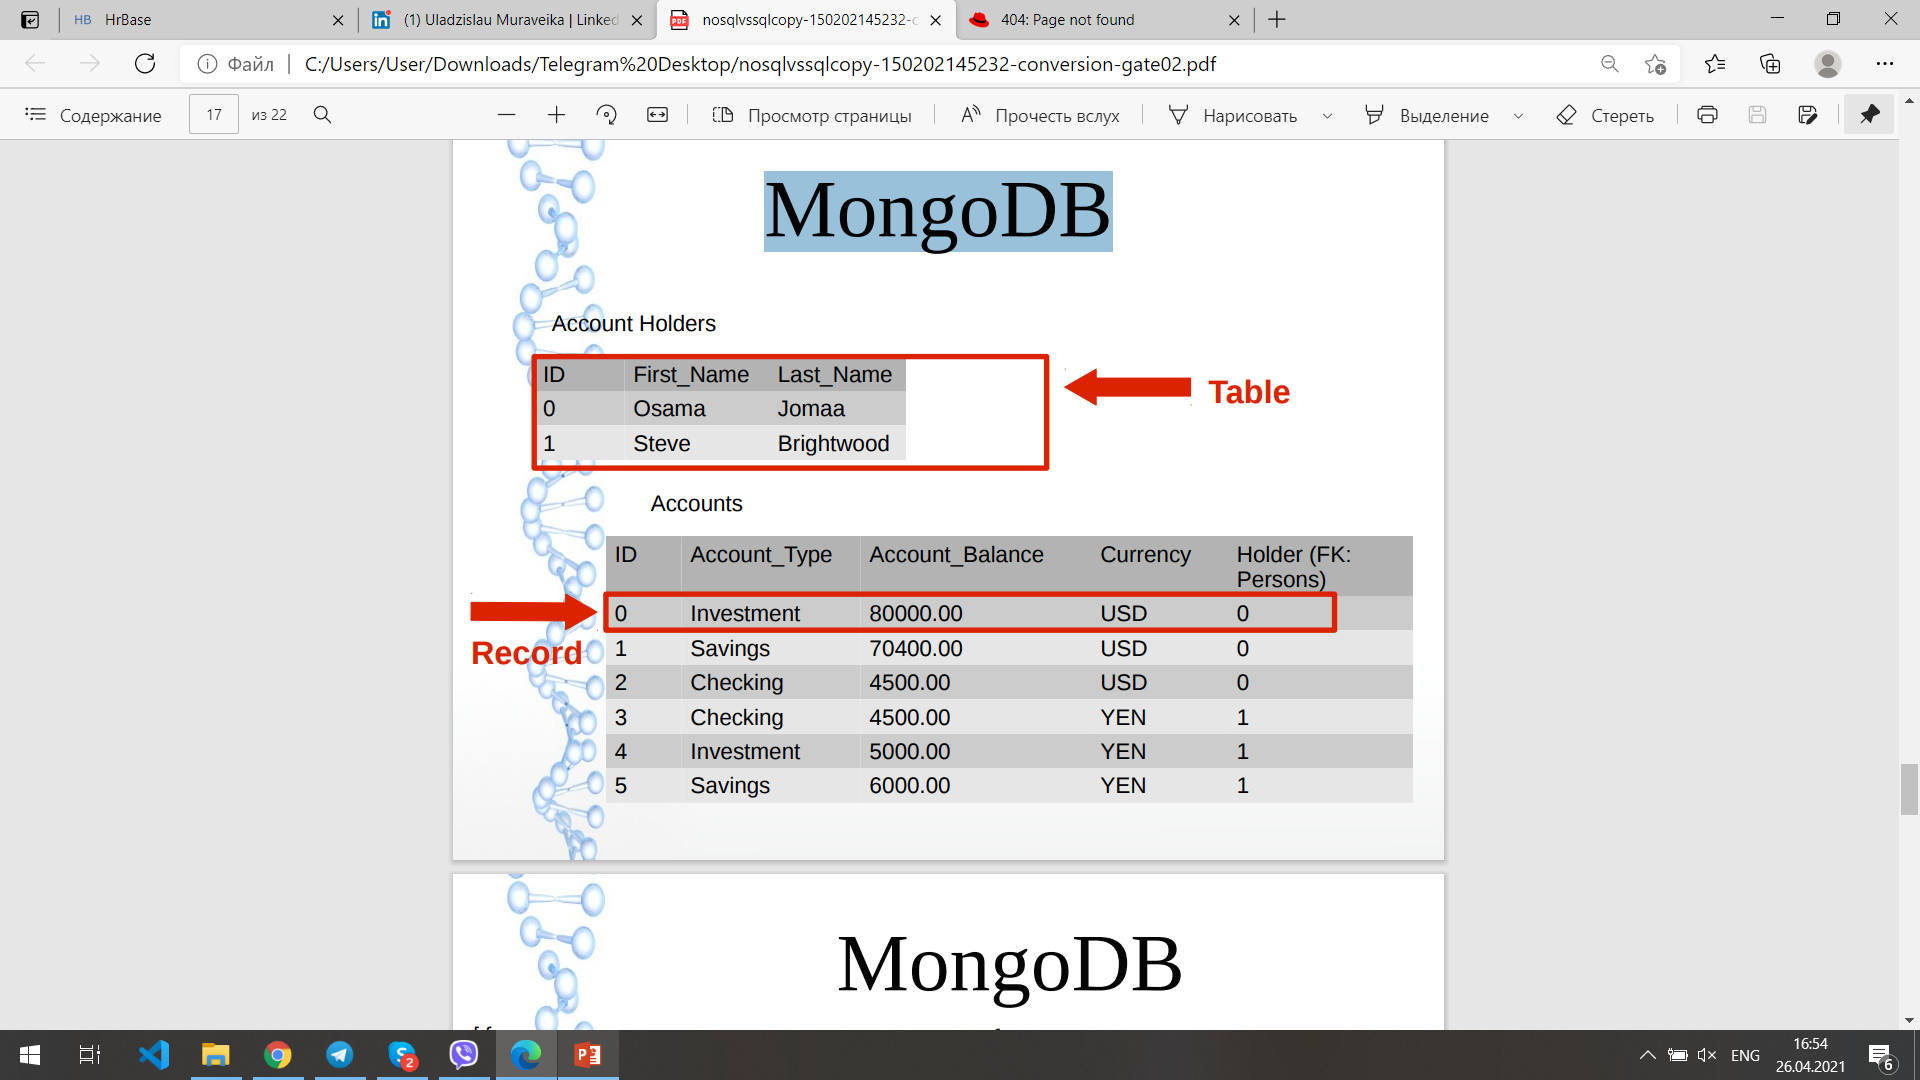 HB HrBase
(1) Uladzislau Muraveika | Linked
PDF nosqlvssqlcopy-150202145232-c
404: Page not found
Файл
C:/Users/User/Downloads/Telegram%20Desktop/nosqlvssqlcopy-150202145232-conversion-gate02.pdf
Содержание
17 из 22
Просмотр страницы
Прочесть вслух
Нарисовать
Выделение
Стереть
MongoDB
Account Holders
ID First_Name Last_Name
0 Osama Jomaa
1 Steve Brightwood
Table
Accounts
ID Account_Type Account_Balance Currency Holder (FK:
Persons)
0 Investment 80000.00 USD 0
Record
1 Savings 70400.00 USD 0
2 Checking 4500.00 USD 0
3 Checking 4500.00 YEN 1
4 Investment 5000.00 YEN 1
5 Savings 6000.00 YEN 1
MongoDB
2
ENG
16:54
26.04.2021
6